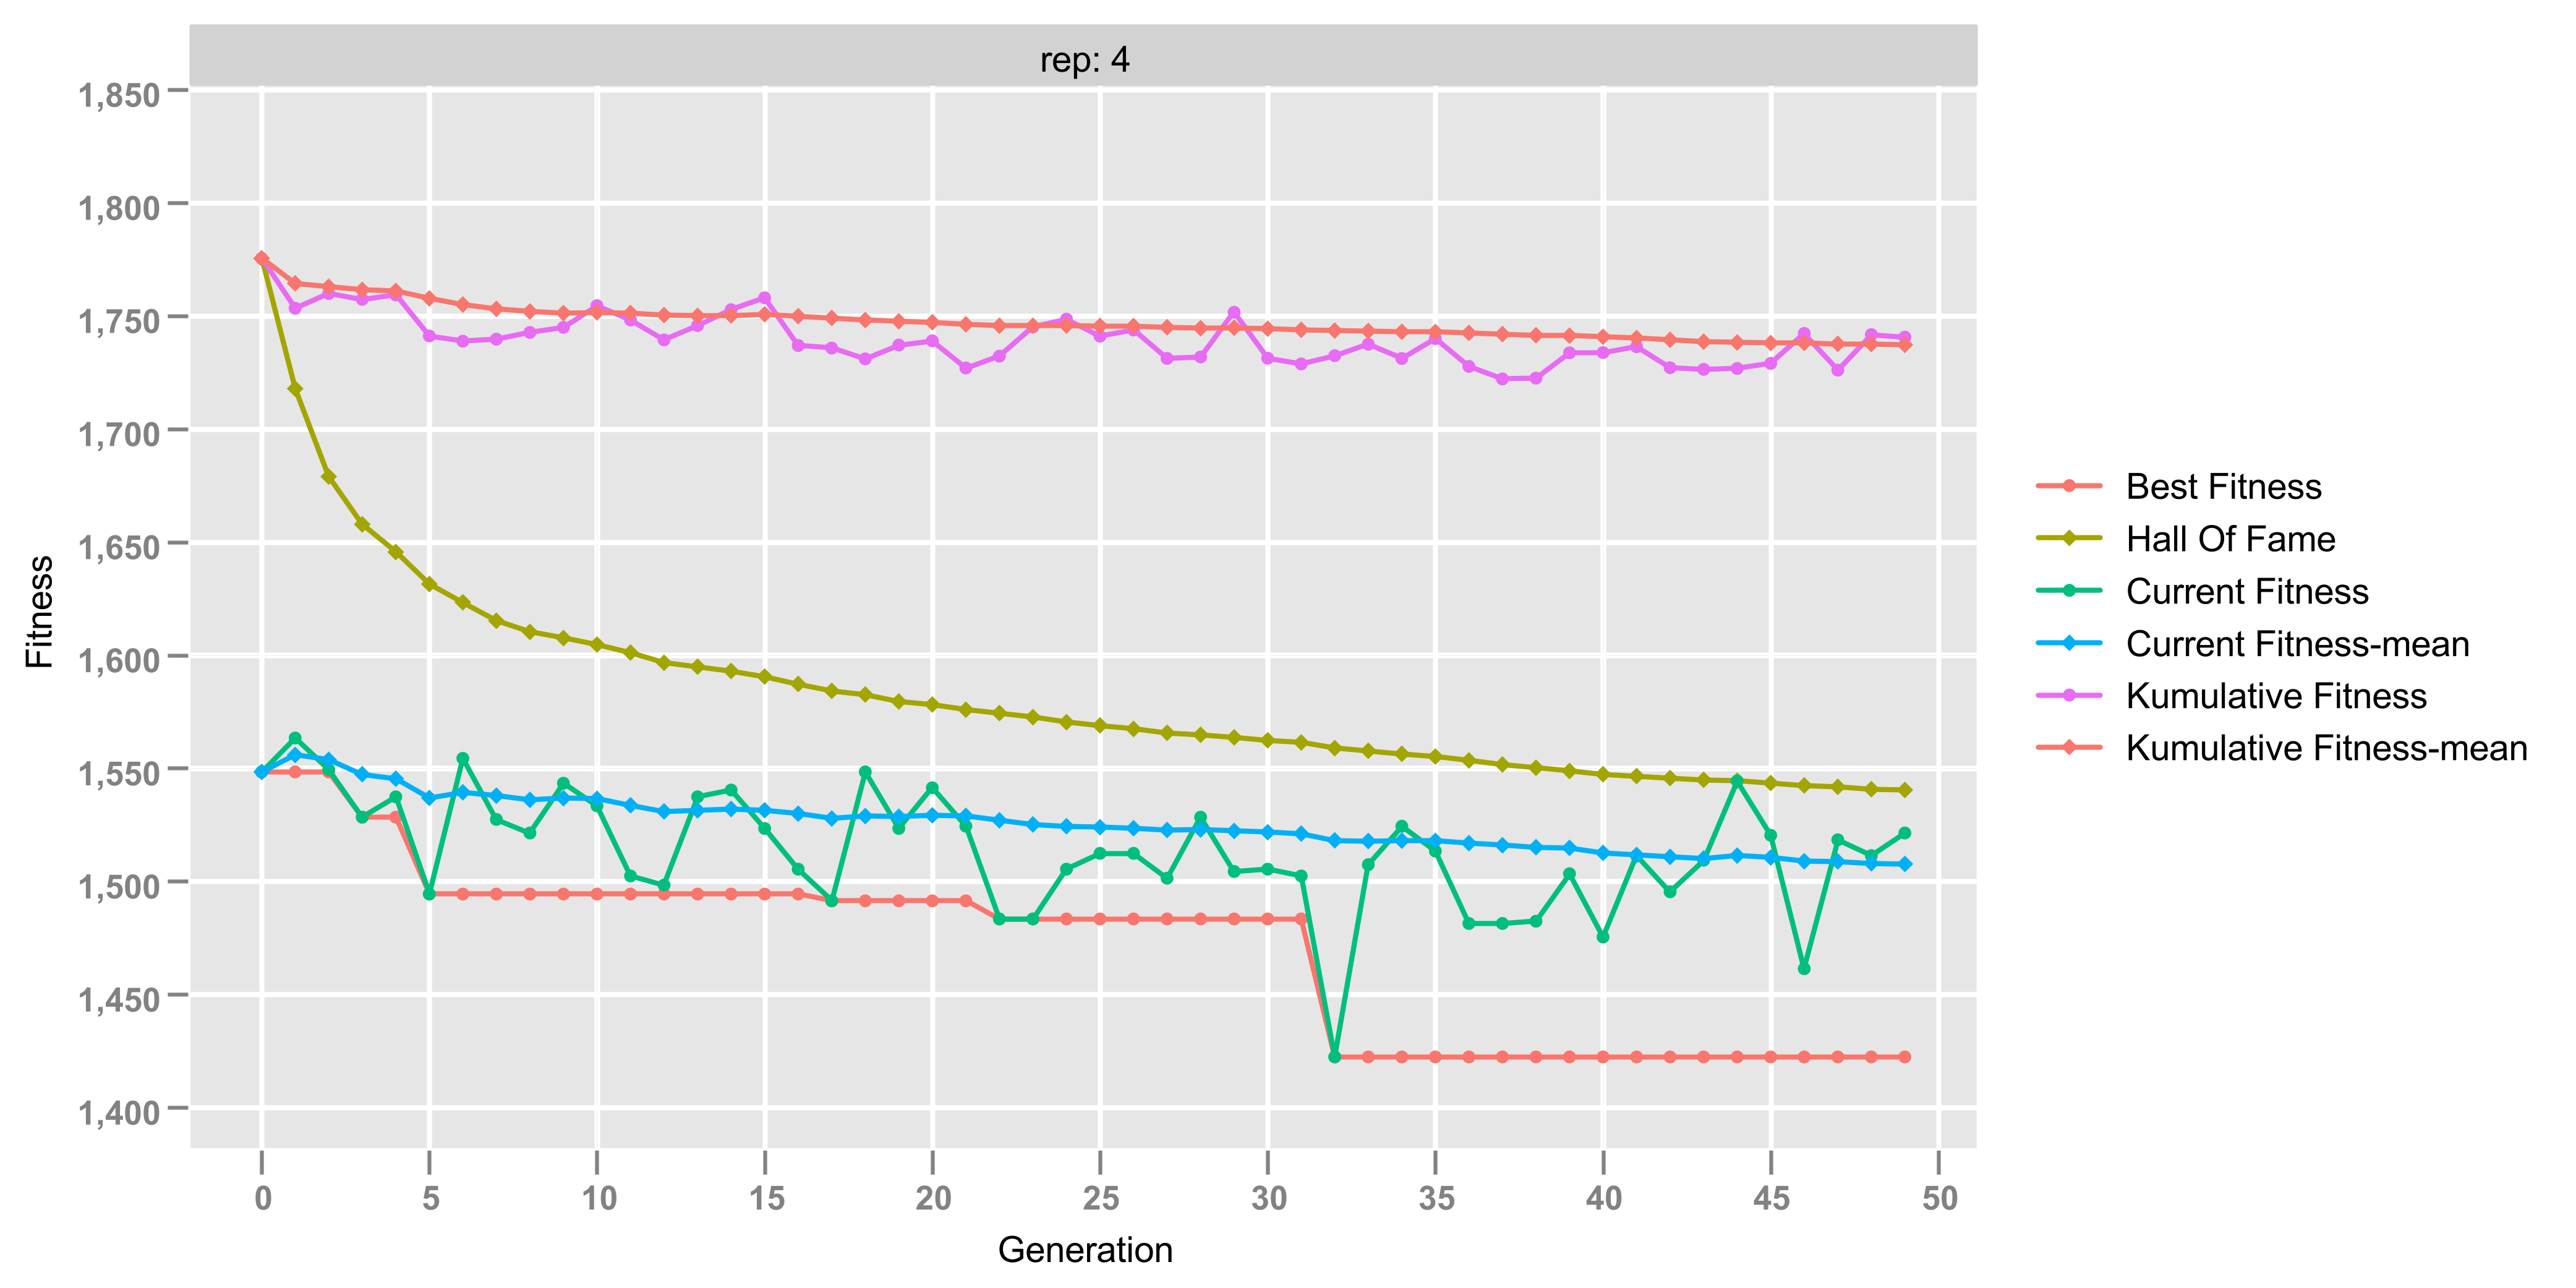 rep: 4
1,850
1,800
1,750
1,700
1,650
1,600
1,550
1,500
1,450
1,400
Fitness
0 5 10 15 20 25 30 35 40 45 50
Generation
Best Fitness
Hall Of Fame
Current Fitness
Current Fitness-mean
Kumulative Fitness
Kumulative Fitness-mean